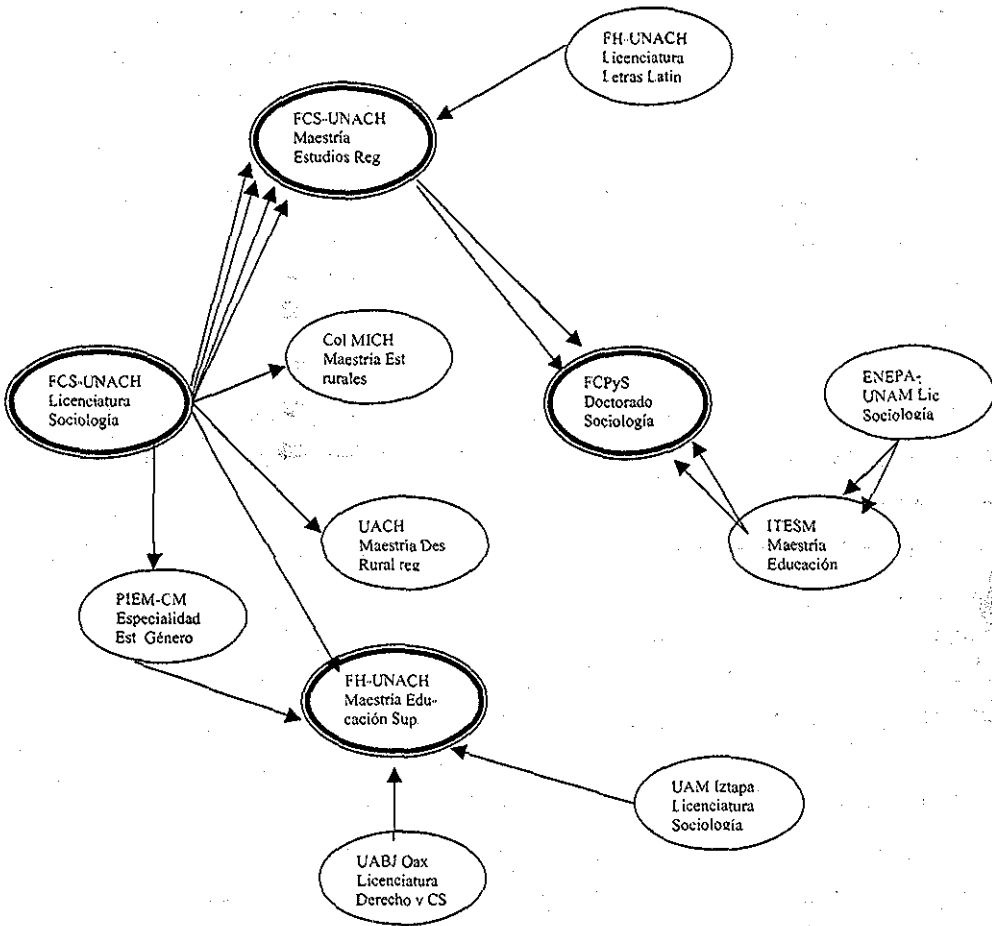 FH-UNACH
Licenciatura
Letras Latin
FCS-UNACH
Maestría
Estudios Reg
Col MICH
Maestria Est
rurales
FCS-UNACH
Licenciatura
Sociología
FCPyS
Doctorado
Sociología
ENEPA-
UNAM Lic
Sociología
UACH
Maestría Des
Rural reg
ITESM
Maestría
Educación
PIEM-CM
Especialidad
Est Género
FH-UNACH
Maestría Edu-
cación Sup
UAM Iztapa
Licenciatura
Sociología
UABJ Oax
Licenciatura
Derecho y CS